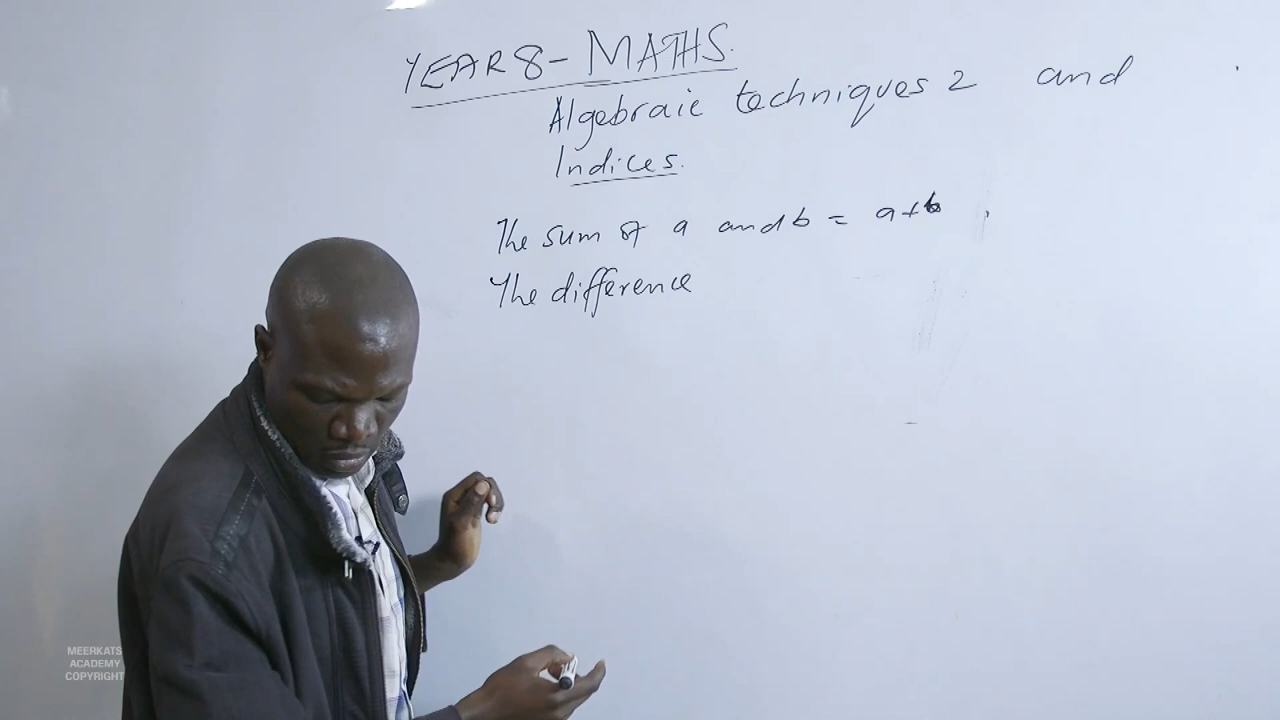 YEAR 8 - MATHS.
Algebraic techniques 2 and
Indices.
The sum of a and b = a+b
The difference
MEERKATS
ACADEMY
COPYRIGHT